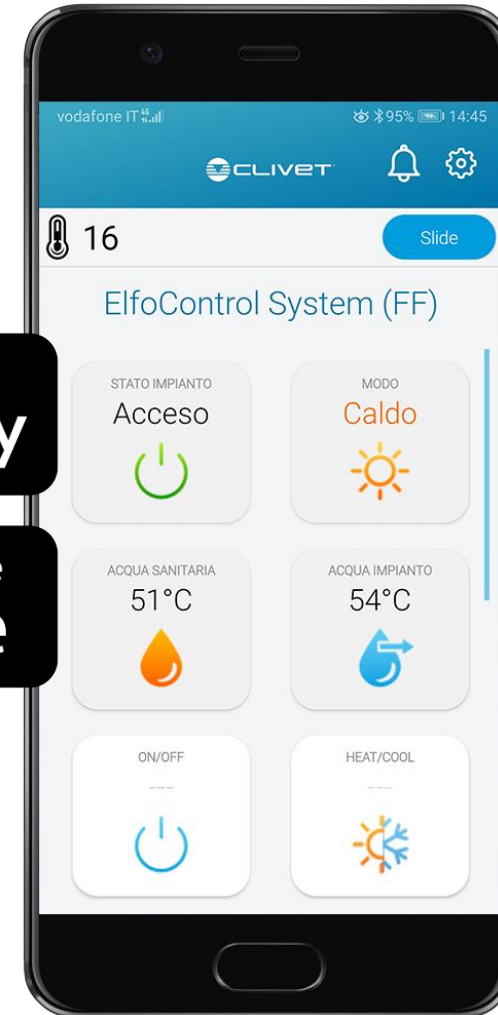 vodafone IT 4G 95% 14:45
CLIVET
16 Slide
ElfoControl System (FF)
STATO IMPIANTO
Acceso
MODO
Caldo
ACQUA SANITARIA
51°C
ACQUA IMPIANTO
54°C
ON/OFF
---
HEAT/COOL
---